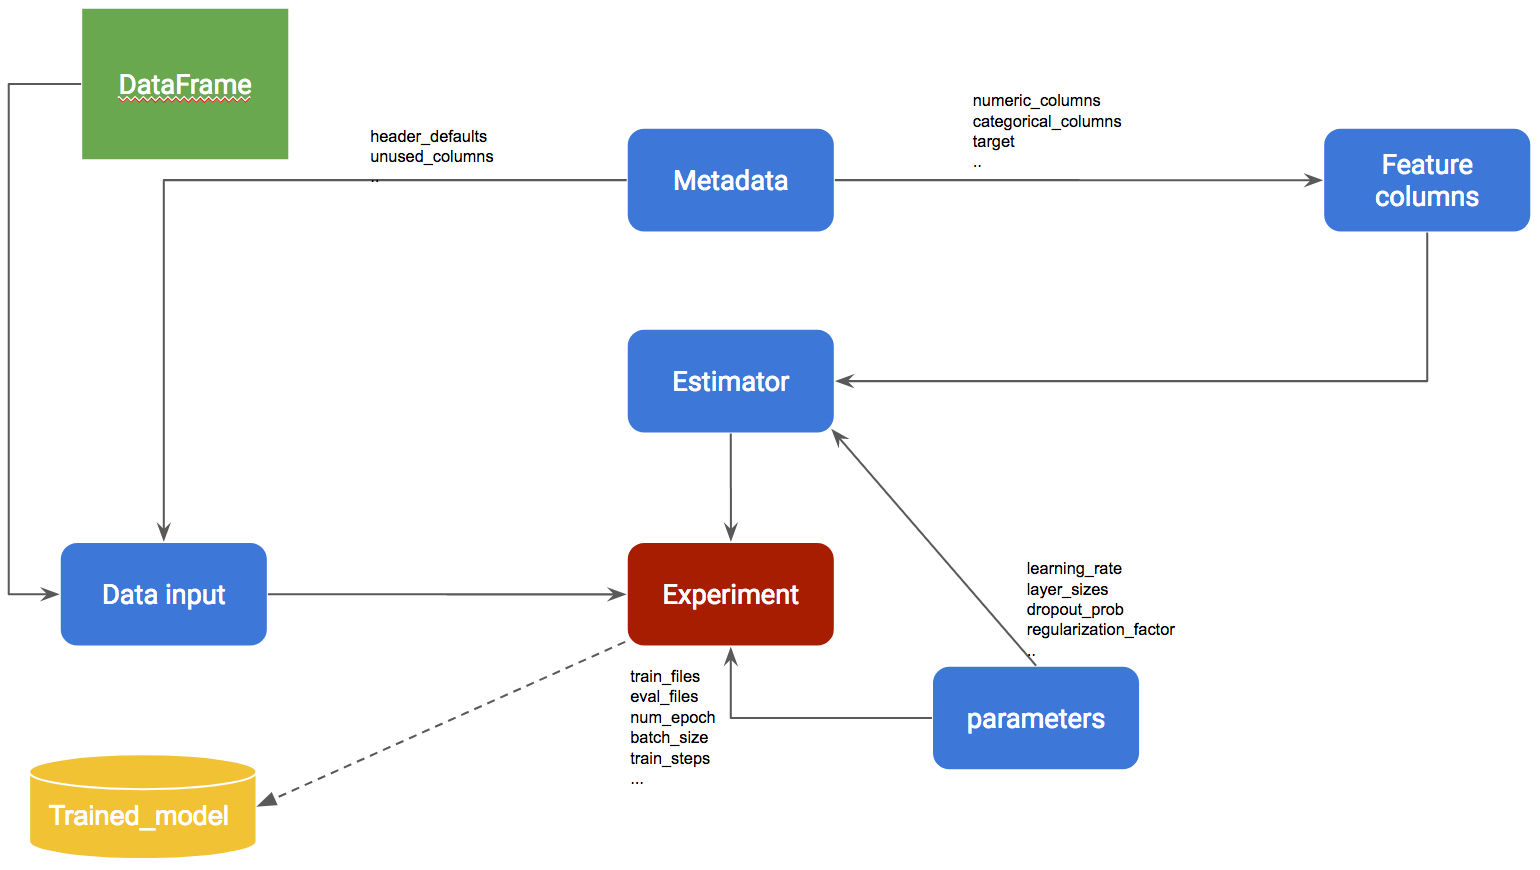 DataFrame
header_defaults
unused_columns
..
Metadata
numeric_columns
categorical_columns
target
..
Feature
columns
Estimator
Data input
Experiment
learning_rate
layer_sizes
dropout_prob
regularization_factor
..
train_files
eval_files
num_epoch
batch_size
train_steps
...
parameters
Trained_model